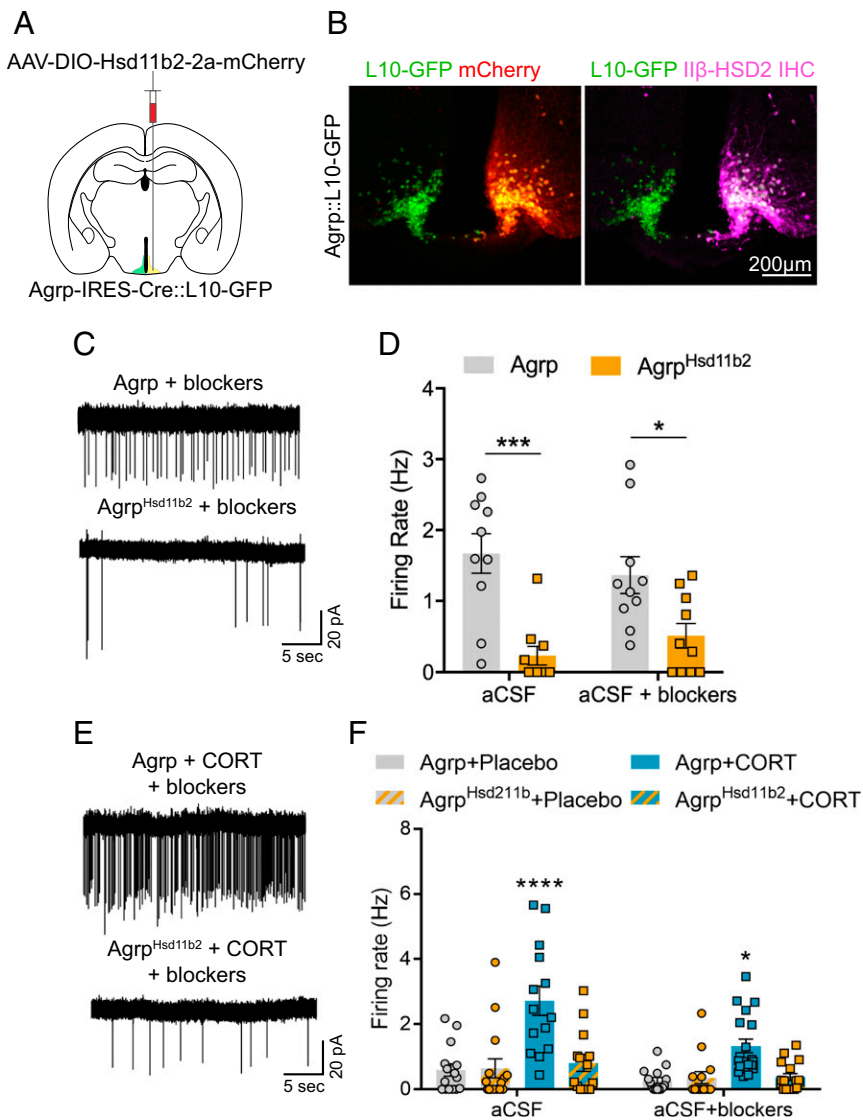 A
AAV-DIO-Hsd11b2-2a-mCherry
Agrp-IRES-Cre::L10-GFP
B
L10-GFP mCherry
L10-GFP IIβ-HSD2 IHC
Agrp::L10-GFP
200μm
C
Agrp + blockers
AgrpHsd11b2 + blockers
20 pA
5 sec
D
Agrp
AgrpHsd11b2
Firing Rate (Hz)
4
3
2
1
0
***
*
aCSF
aCSF + blockers
E
Agrp + CORT
+ blockers
AgrpHsd11b2 + CORT
+ blockers
20 pA
5 sec
F
Agrp+Placebo
Agrp+CORT
AgrpHsd211b+Placebo
AgrpHsd11b2+CORT
Firing rate (Hz)
8
6
4
2
0
****
*
aCSF
aCSF+blockers